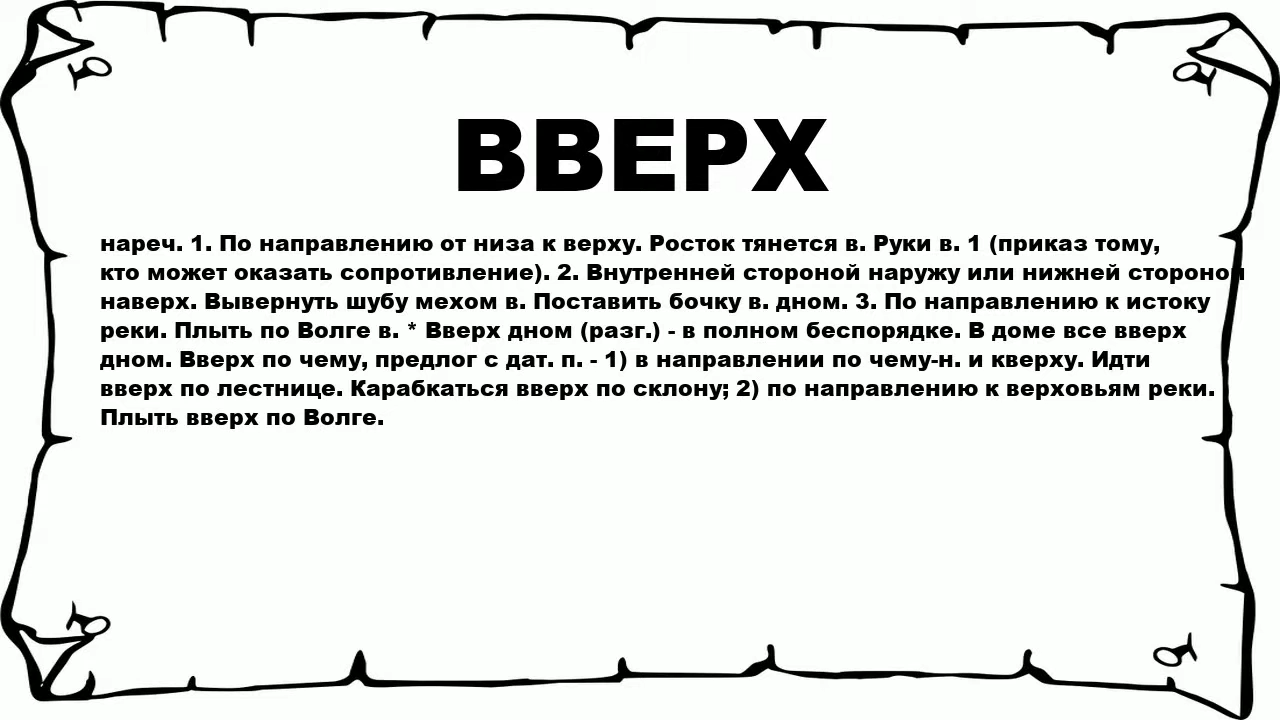 ВВЕРХ
нареч. 1. По направлению от низа к верху. Росток тянется в. Руки в. 1 (приказ тому,
кто может оказать сопротивление). 2. Внутренней стороной наружу или нижней стороной
наверх. Вывернуть шубу мехом в. Поставить бочку в. дном. 3. По направлению к истоку
реки. Плыть по Волге в. * Вверх дном (разг.) - в полном беспорядке. В доме все вверх
дном. Вверх по чему, предлог с дат. п. - 1) в направлении по чему-н. и кверху. Идти
вверх по лестнице. Карабкаться вверх по склону; 2) по направлению к верховьям реки.
Плыть вверх по Волге.